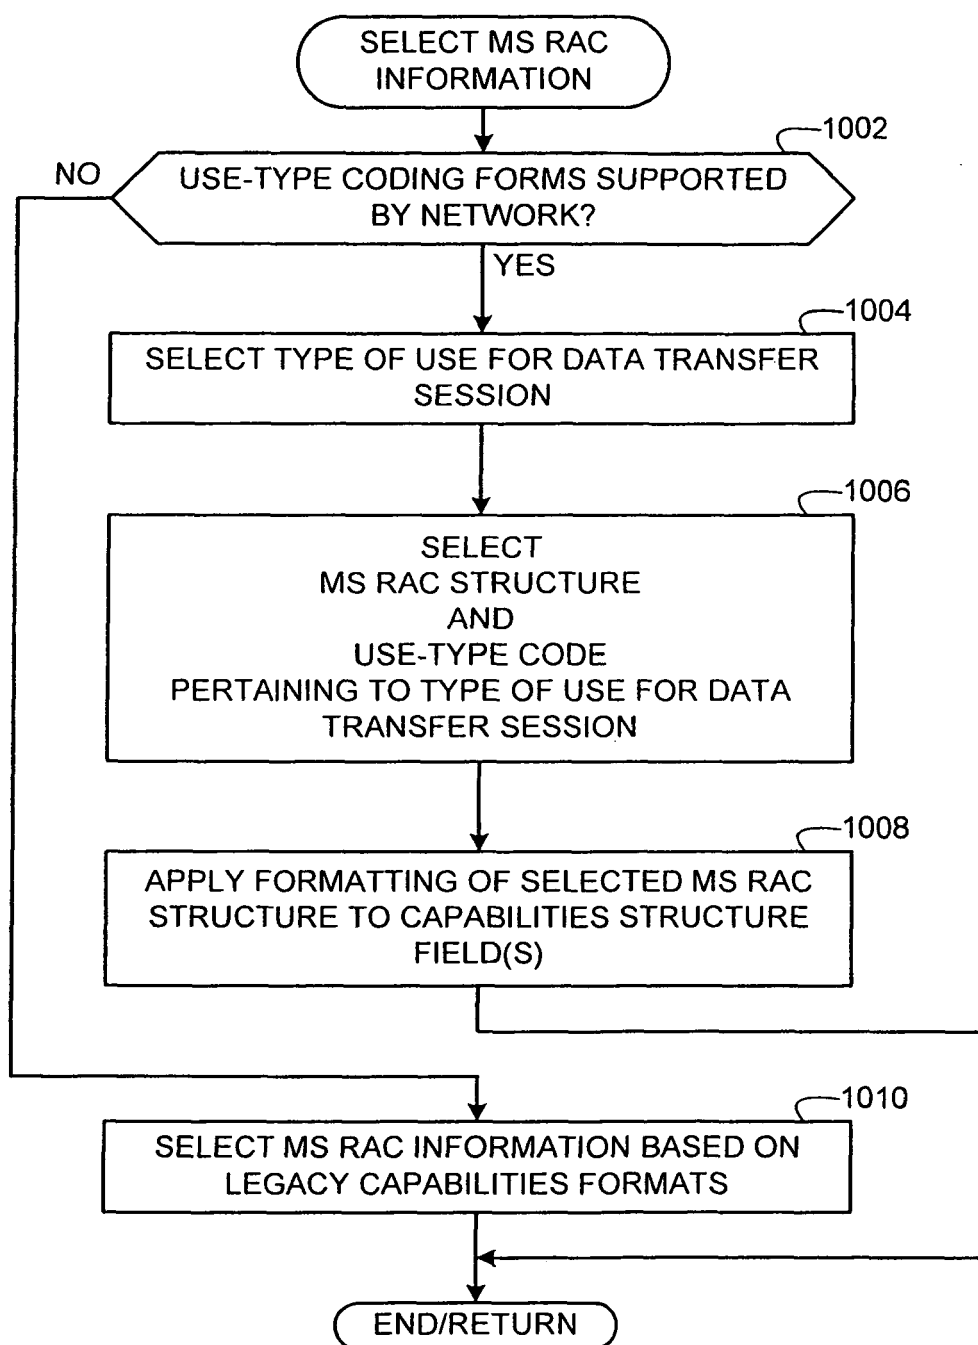 SELECT MS RAC
INFORMATION
1002
NO
USE-TYPE CODING FORMS SUPPORTED
BY NETWORK?
YES
1004
SELECT TYPE OF USE FOR DATA TRANSFER
SESSION
1006
SELECT
MS RAC STRUCTURE
AND
USE-TYPE CODE
PERTAINING TO TYPE OF USE FOR DATA
TRANSFER SESSION
1008
APPLY FORMATTING OF SELECTED MS RAC
STRUCTURE TO CAPABILITIES STRUCTURE
FIELD(S)
1010
SELECT MS RAC INFORMATION BASED ON
LEGACY CAPABILITIES FORMATS
END/RETURN